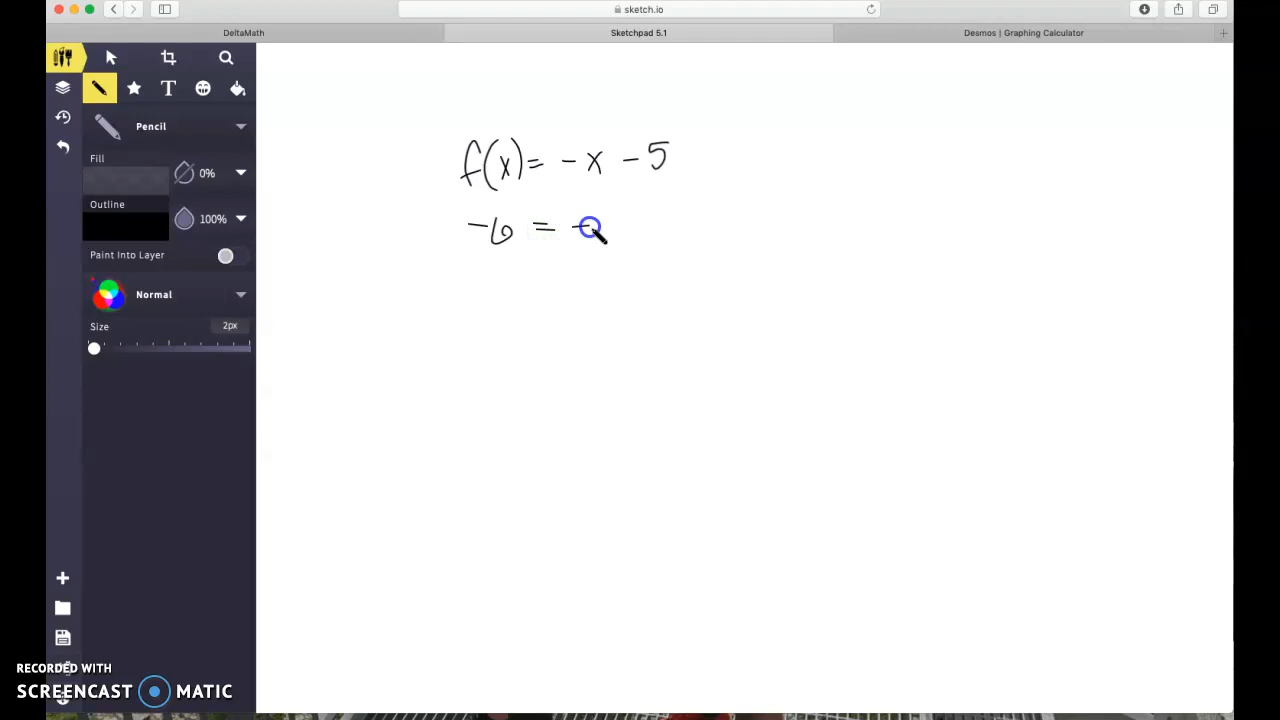 sketch.io
DeltaMath
Sketchpad 5.1
Desmos | Graphing Calculator
Pencil
Fill
0%
Outline
100%
Paint Into Layer
Normal
Size
2px
f(x) = -x - 5
-6 = -
RECORDED WITH
SCREENCAST MATIC